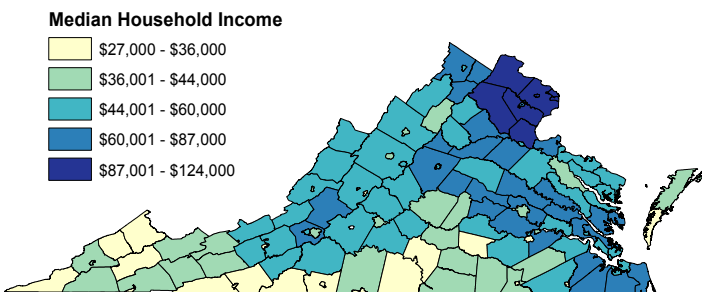 Median Household Income
$27,000 - $36,000
$36,001 - $44,000
$44,001 - $60,000
$60,001 - $87,000
$87,001 - $124,000